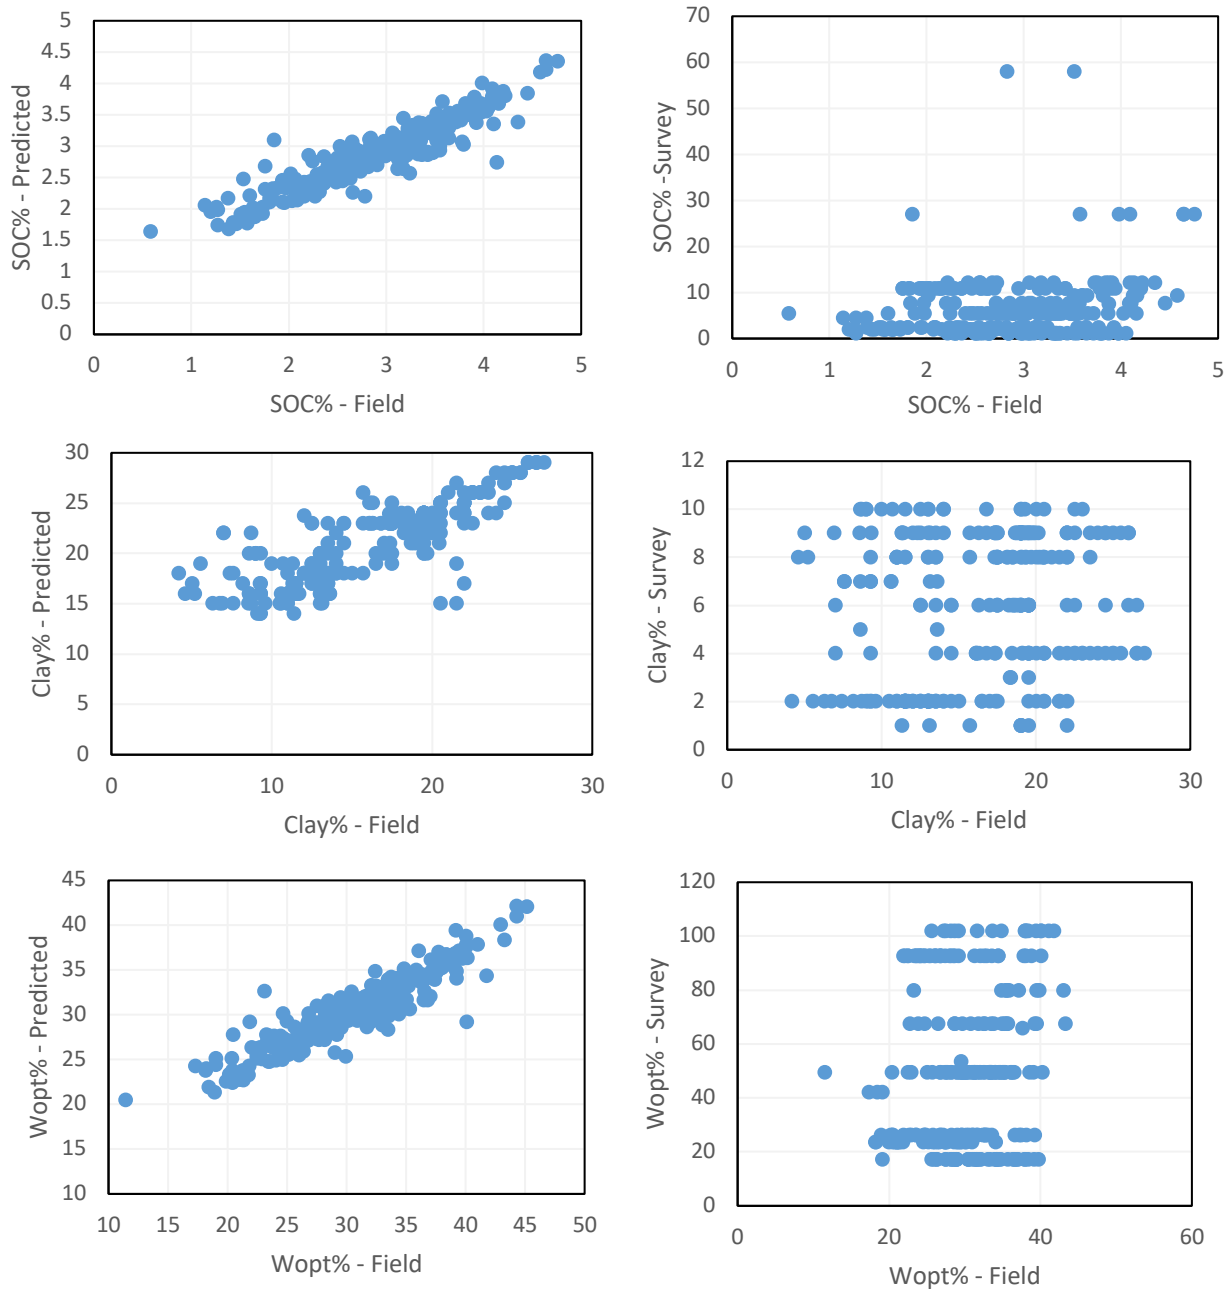 5
4.5
4
3.5
3
2.5
2
1.5
1
0.5
0
0 1 2 3 4 5
SOC% - Predicted
SOC% - Field
70
60
50
40
30
20
10
0
0 1 2 3 4 5
SOC% -Survey
SOC% - Field
30
25
20
15
10
5
0
0 10 20 30
Clay% - Predicted
Clay% - Field
12
10
8
6
4
2
0
0 10 20 30
Clay% - Survey
Clay% - Field
45
40
35
30
25
20
15
10
10 15 20 25 30 35 40 45 50
Wopt% - Predicted
Wopt% - Field
120
100
80
60
40
20
0
0 20 40 60
Wopt% - Survey
Wopt% - Field